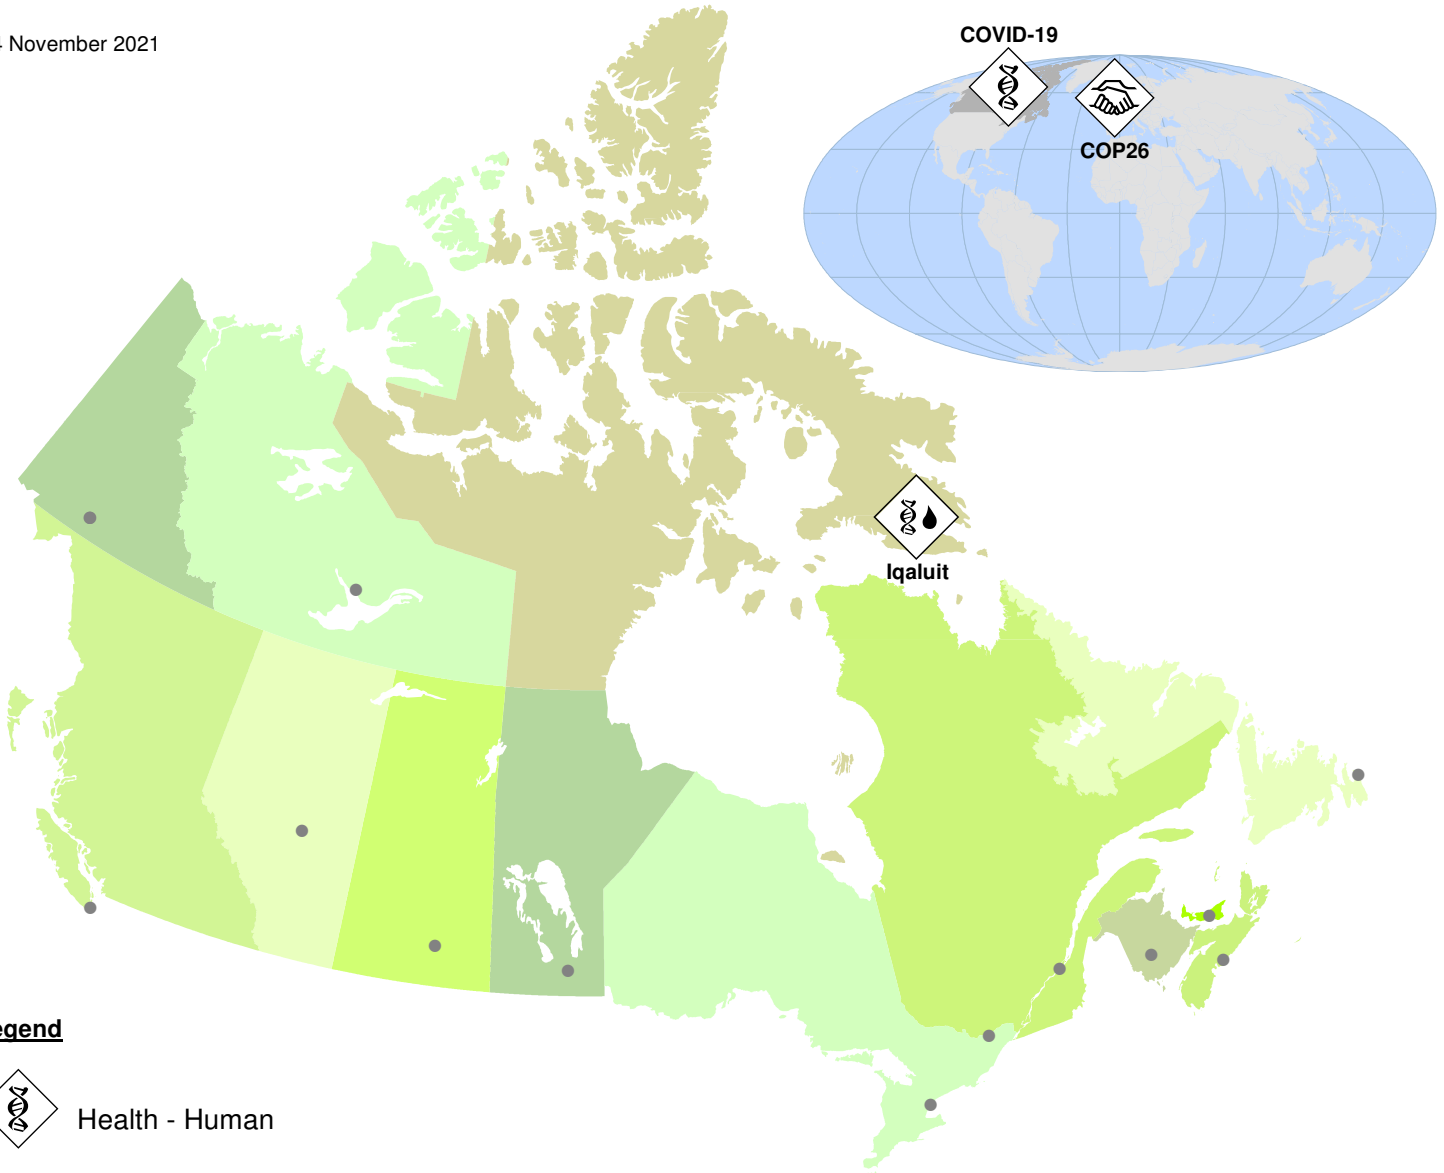 November 2021
COVID-19
COP26
Iqaluit
egend
Health - Human